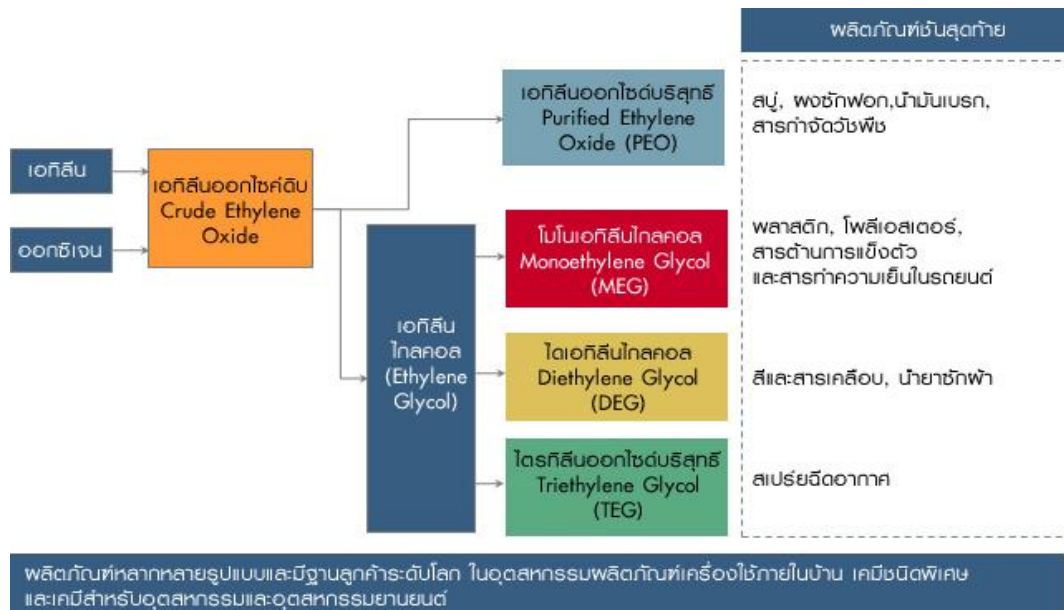 ผลิตภัณฑ์ขั้นสุดท้าย
เอทิลีน
ออกซิเจน
เอทิลีนออกไซค์ดิบ
Crude Ethylene
Oxide
เอทิลีนออกไซด์บริสุทธิ์
Purified Ethylene
Oxide (PEO)
สบู่, ผงซักฟอก,น้ำมันเบรก,
สารกำจัดวัชพืช
เอทิลีน
ไกลคอล
(Ethylene
Glycol)
โมโนเอทิลีนไกลคอล
Monoethylene Glycol
(MEG)
พลาสติก, โพลีเอสเตอร์,
สารต้านการแข็งตัว
และสารทำความเย็นในรถยนต์
ไดเอทิลีนไกลคอล
Diethylene Glycol
(DEG)
สีและสารเคลือบ, น้ำยาซักผ้า
ไตรทิลีนออกไซด์บริสุทธิ์
Triethylene Glycol
(TEG)
สเปร์ยฉีดอากาศ
ผลิตภัณฑ์หลากหลายรูปแบบและมีฐานลูกค้าระดับโลก ในอุตสหกรรมผลิตภัณฑ์เครื่องใช้ภายในบ้าน เคมีชนิดพิเศษ
และเคมีสำหรับอุตสหกรรมและอุตสหกรรมยานยนต์